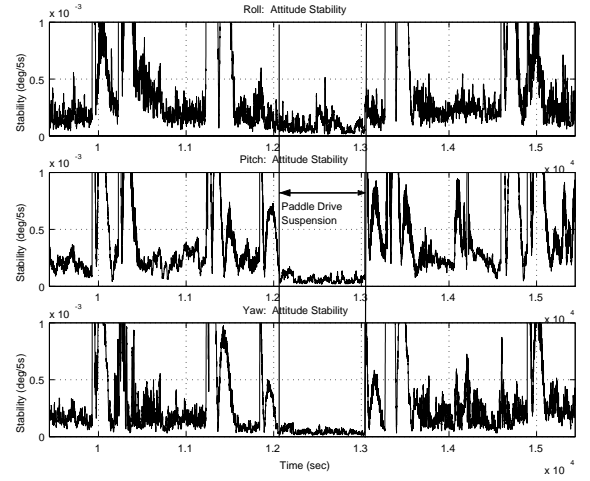 x 10 -3
Roll: Attitude Stability
1
0.5
0
Stability (deg/5s)
1 1.1 1.2 1.3 1.4 1.5
x 10 4
x 10 -3
Pitch: Attitude Stability
1
0.5
0
Stability (deg/5s)
Paddle Drive
Suspension
1 1.1 1.2 1.3 1.4 1.5
x 10 4
x 10 -3
Yaw: Attitude Stability
1
0.5
0
Stability (deg/5s)
1 1.1 1.2 1.3 1.4 1.5
Time (sec)
x 10 4